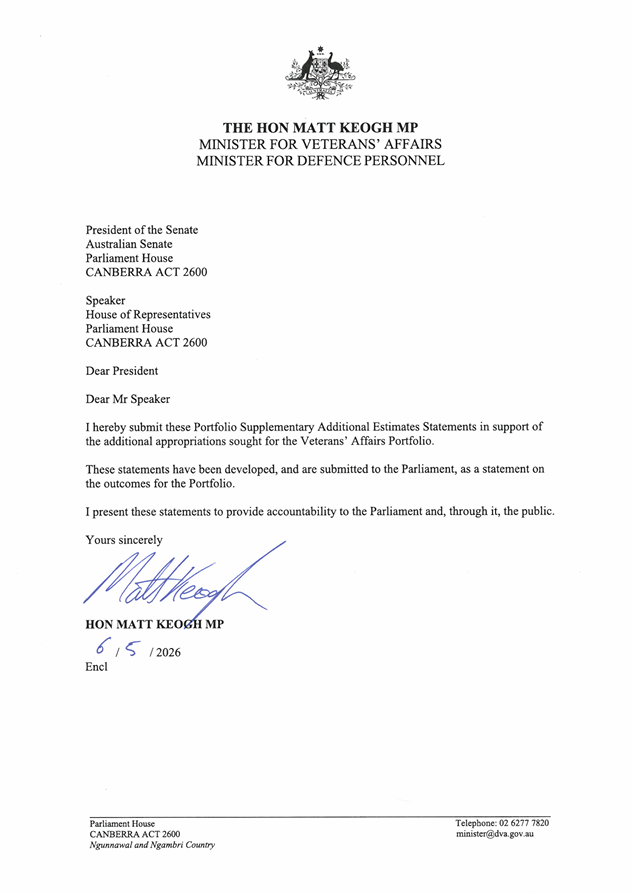 THE HON MATT KEOGH MP
MINISTER FOR VETERANS' AFFAIRS
MINISTER FOR DEFENCE PERSONNEL
President of the Senate
Australian Senate
Parliament House
CANBERRA ACT 2600
Speaker
House of Representatives
Parliament House
CANBERRA ACT 2600
Dear President
Dear Mr Speaker
I hereby submit these Portfolio Supplementary Additional Estimates Statements in support of
the additional appropriations sought for the Veterans' Affairs Portfolio.
These statements have been developed, and are submitted to the Parliament, as a statement on
the outcomes for the Portfolio.
I present these statements to provide accountability to the Parliament and, through it, the public.
Yours sincerely
Matt Keogh
HON MATT KEOGH MP
6 / 5 / 2026
Encl
Parliament House
CANBERRA ACT 2600
Ngunnawal and Ngambri Country
Telephone: 02 6277 7820
minister@dva.gov.au